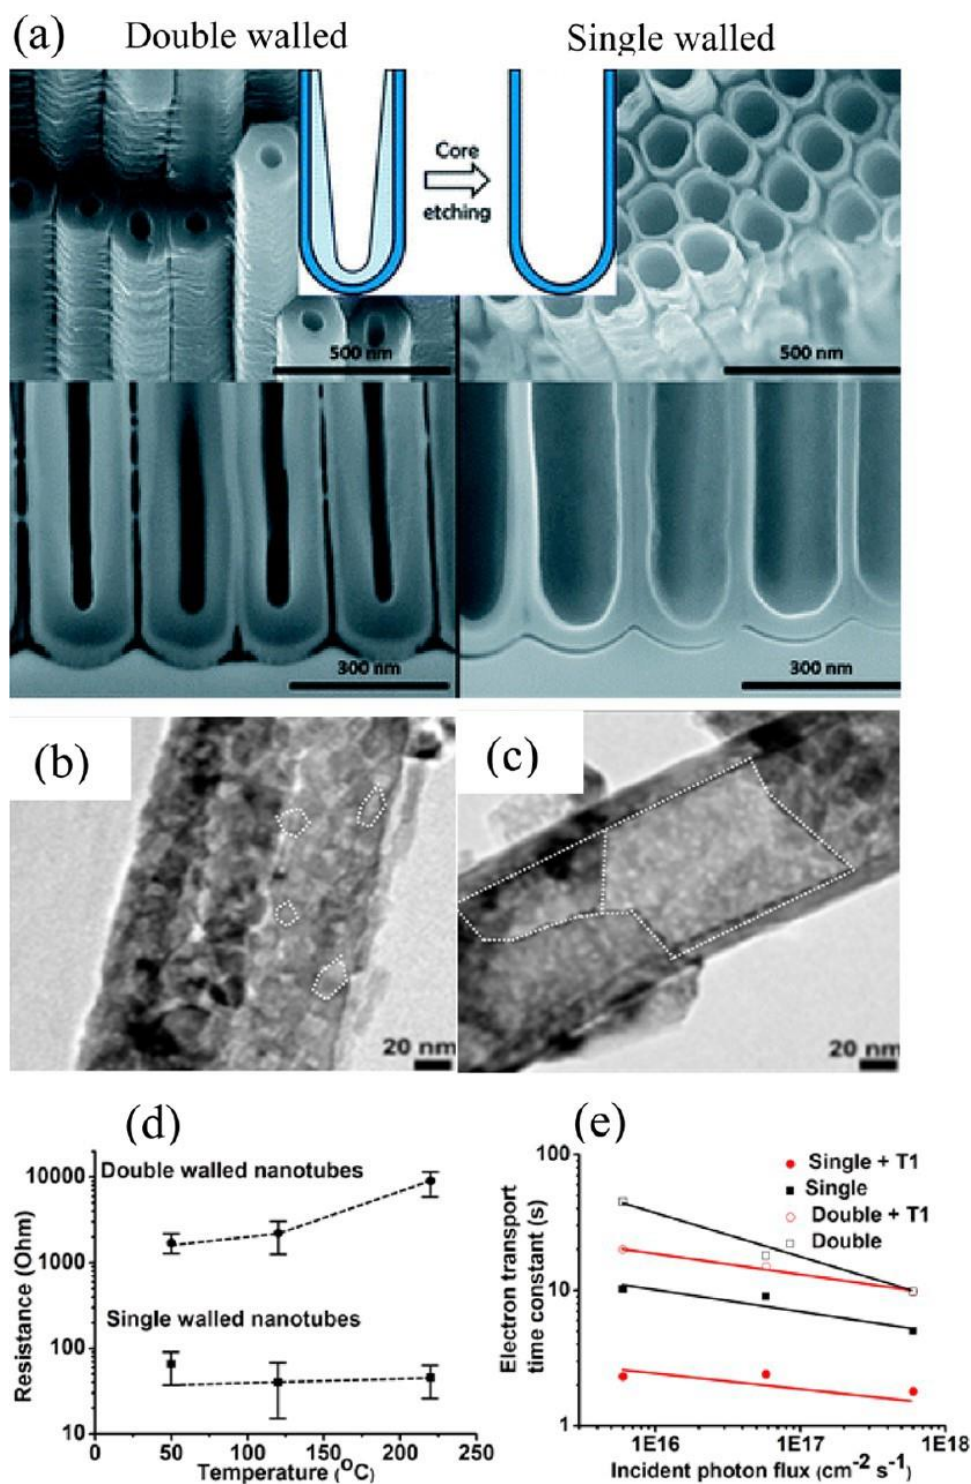 (a) Double walled Single walled
Core
etching
500 nm 500 nm
300 nm 300 nm
(b) (c)
20 nm 20 nm
(d) (e)
Double walled nanotubes
Single walled nanotubes
Resistance (Ohm)
10000
1000
100
10
0 50 100 150 200 250
Temperature (°C)
Electron transport
time constant (s)
100
10
1
Single + T1
Single
Double + T1
Double
1E16 1E17 1E18
Incident photon flux (cm⁻² s⁻¹)